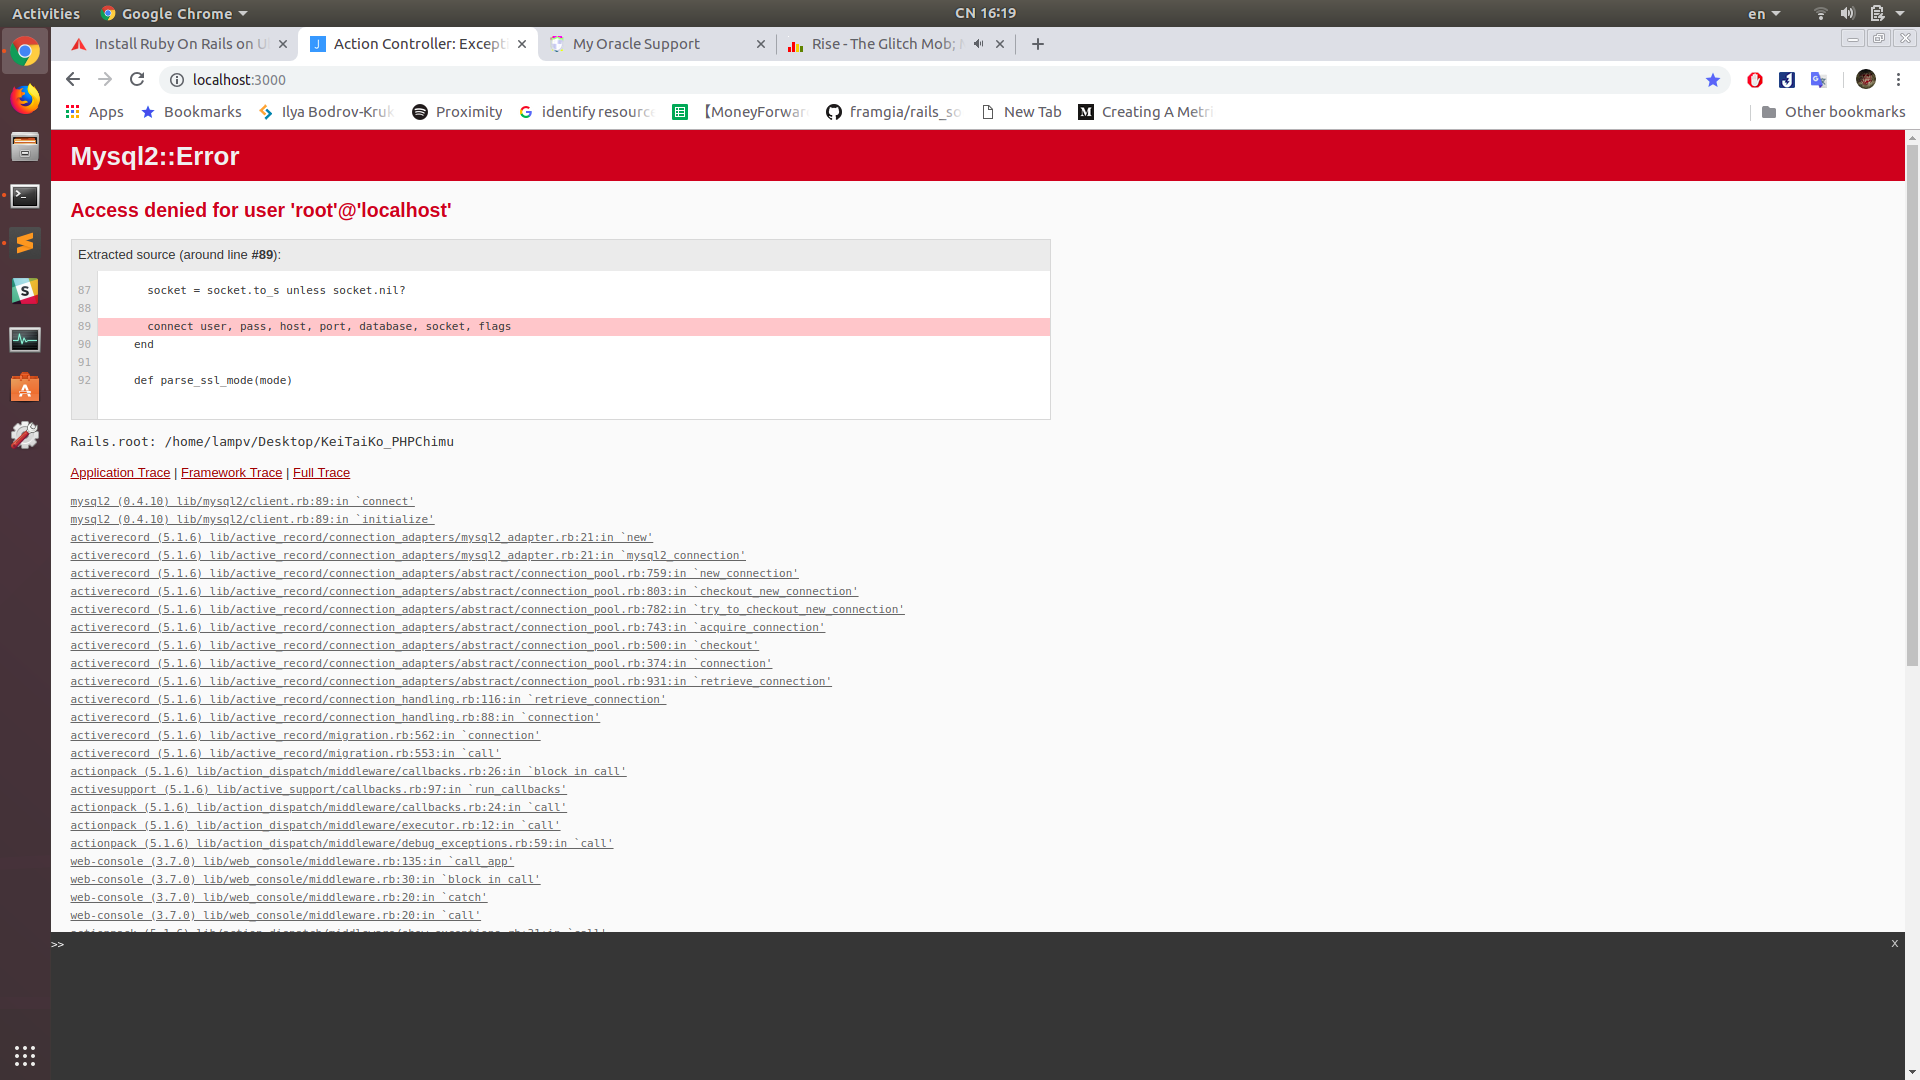 Activities Google Chrome CN 16:19 en
Install Ruby On Rails on U Action Controller: Except My Oracle Support Rise - The Glitch Mob;
localhost:3000
Apps Bookmarks Ilya Bodrov-Kruk Proximity identify resource 【MoneyForwar framgia/rails_so New Tab Creating A Metri Other bookmarks
Mysql2::Error
Access denied for user 'root'@'localhost'
Extracted source (around line #89):
87 socket = socket.to_s unless socket.nil?
88
89 connect user, pass, host, port, database, socket, flags
90 end
91
92 def parse_ssl_mode(mode)
Rails.root: /home/lampv/Desktop/KeiTaiKo_PHPChimu
Application Trace | Framework Trace | Full Trace
mysql2 (0.4.10) lib/mysql2/client.rb:89:in `connect'
mysql2 (0.4.10) lib/mysql2/client.rb:89:in `initialize'
activerecord (5.1.6) lib/active_record/connection_adapters/mysql2_adapter.rb:21:in `new'
activerecord (5.1.6) lib/active_record/connection_adapters/mysql2_adapter.rb:21:in `mysql2_connection'
activerecord (5.1.6) lib/active_record/connection_adapters/abstract/connection_pool.rb:759:in `new_connection'
activerecord (5.1.6) lib/active_record/connection_adapters/abstract/connection_pool.rb:803:in `checkout_new_connection'
activerecord (5.1.6) lib/active_record/connection_adapters/abstract/connection_pool.rb:782:in `try_to_checkout_new_connection'
activerecord (5.1.6) lib/active_record/connection_adapters/abstract/connection_pool.rb:743:in `acquire_connection'
activerecord (5.1.6) lib/active_record/connection_adapters/abstract/connection_pool.rb:500:in `checkout'
activerecord (5.1.6) lib/active_record/connection_adapters/abstract/connection_pool.rb:374:in `connection'
activerecord (5.1.6) lib/active_record/connection_adapters/abstract/connection_pool.rb:931:in `retrieve_connection'
activerecord (5.1.6) lib/active_record/connection_handling.rb:116:in `retrieve_connection'
activerecord (5.1.6) lib/active_record/connection_handling.rb:88:in `connection'
activerecord (5.1.6) lib/active_record/migration.rb:562:in `connection'
activerecord (5.1.6) lib/active_record/migration.rb:553:in `call'
actionpack (5.1.6) lib/action_dispatch/middleware/callbacks.rb:26:in `block in call'
activesupport (5.1.6) lib/active_support/callbacks.rb:97:in `run_callbacks'
actionpack (5.1.6) lib/action_dispatch/middleware/callbacks.rb:24:in `call'
actionpack (5.1.6) lib/action_dispatch/middleware/executor.rb:12:in `call'
actionpack (5.1.6) lib/action_dispatch/middleware/debug_exceptions.rb:59:in `call'
web-console (3.7.0) lib/web_console/middleware.rb:135:in `call_app'
web-console (3.7.0) lib/web_console/middleware.rb:30:in `block in call'
web-console (3.7.0) lib/web_console/middleware.rb:20:in `catch'
web-console (3.7.0) lib/web_console/middleware.rb:20:in `call'
actionpack (5.1.6) lib/action_dispatch/middleware/show_exceptions.rb:31:in `call'
>> x